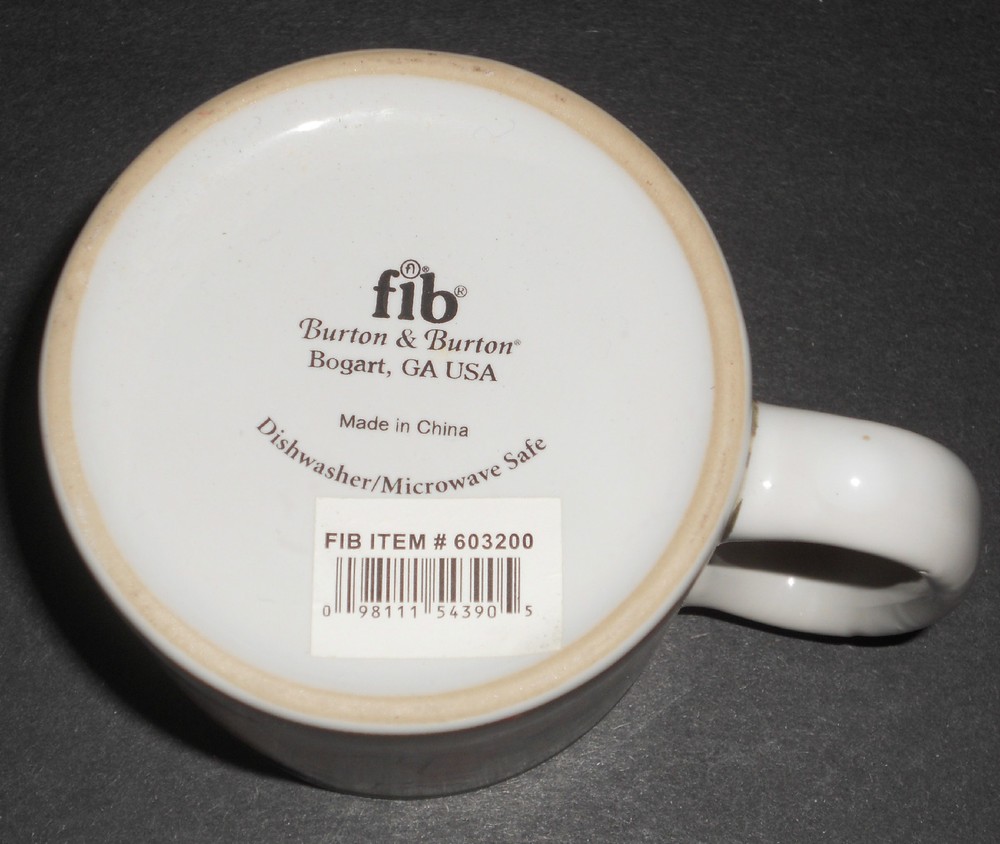 fi®
fib®
Burton & Burton®
Bogart, GA USA
Made in China
Dishwasher/Microwave Safe
FIB ITEM # 603200
0 98111 54390 5